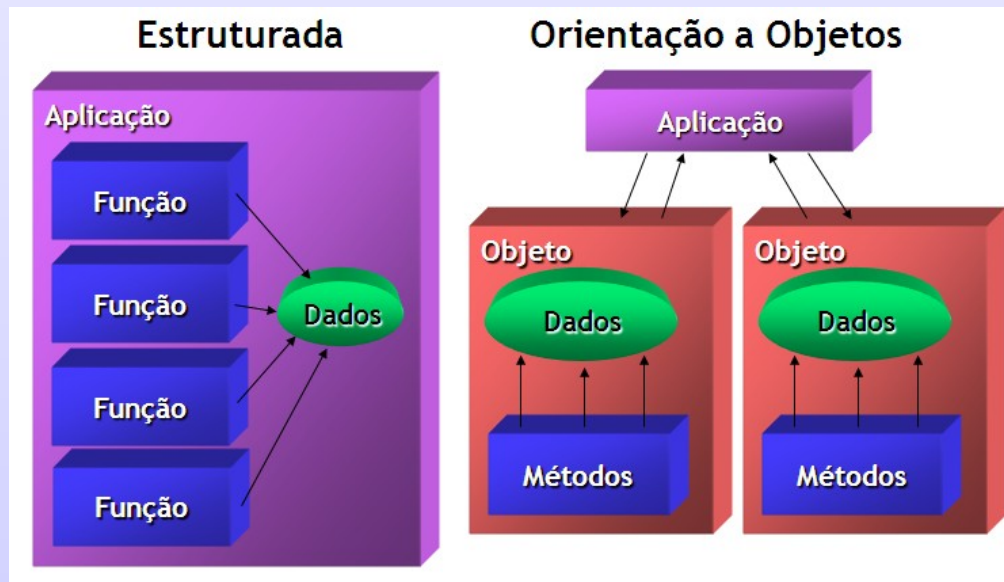 Estruturada
Orientação a Objetos
Aplicação
Função
Função
Função
Função
Dados
Aplicação
Objeto
Dados
Métodos
Objeto
Dados
Métodos